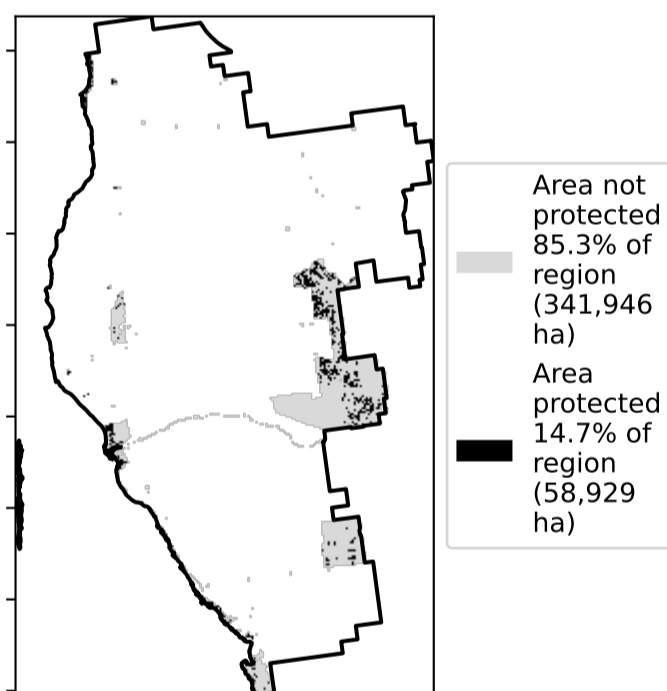 Area not
protected
85.3% of
region
(341,946
ha)
Area
protected
14.7% of
region
(58,929
ha)